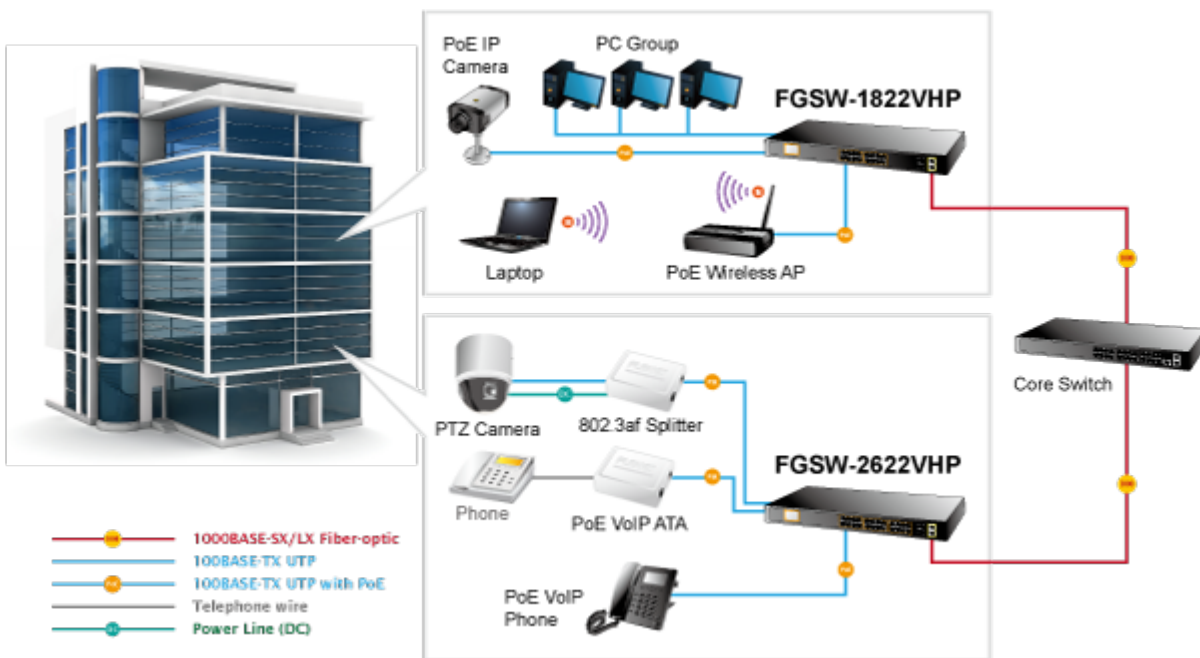 PoE IP
Camera
PC Group
FGSW-1822VHP
Laptop
PoE Wireless AP
Core Switch
PTZ Camera
802.3af Splitter
FGSW-2622VHP
Phone
PoE VoIP ATA
PoE VoIP
Phone
1000BASE-SX/LX Fiber-optic
100BASE-TX UTP
PoE
100BASE-TX UTP with PoE
Telephone wire
DC
Power Line (DC)